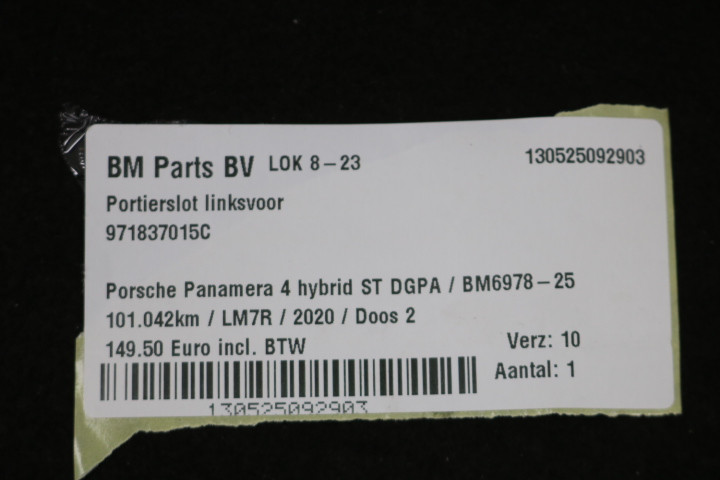 BM Parts BV LOK 8-23 130525092903
Portierslot linksvoor
971837015C
Porsche Panamera 4 hybrid ST DGPA / BM6978-25
101.042km / LM7R / 2020 / Doos 2
149.50 Euro incl. BTW Verz: 10
Aantal: 1
130525092903